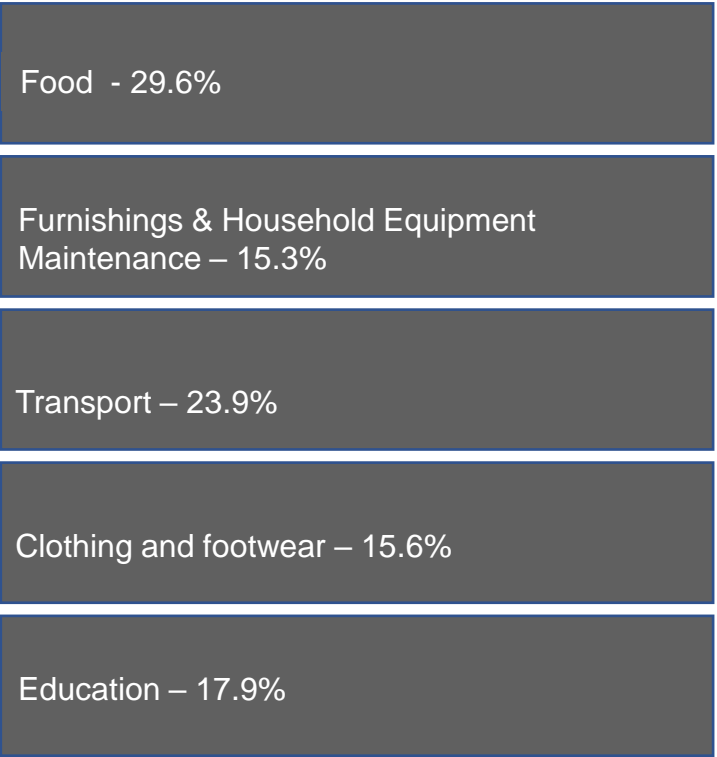 Food  - 29.6%
Furnishings & Household Equipment
Maintenance – 15.3%
Transport – 23.9%
Clothing and footwear – 15.6%
Education – 17.9%